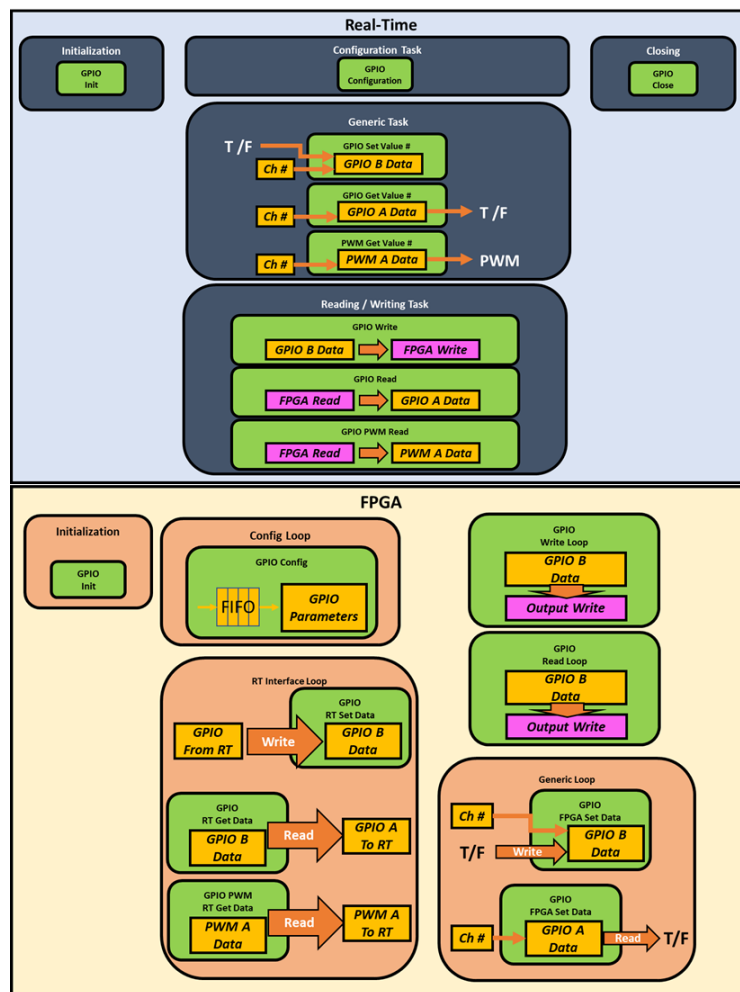 Real-Time
Initialization
GPIO
Init
Configuration Task
GPIO
Configuration
Closing
GPIO
Close
Generic Task
T /F
GPIO Set Value #
Ch #
GPIO B Data
GPIO Get Value #
Ch #
GPIO A Data
T /F
PWM Get Value #
Ch #
PWM A Data
PWM
Reading / Writing Task
GPIO Write
GPIO B Data
FPGA Write
GPIO Read
FPGA Read
GPIO A Data
GPIO PWM Read
FPGA Read
PWM A Data
FPGA
Initialization
GPIO
Init
Config Loop
GPIO Config
FIFO
GPIO
Parameters
GPIO
Write Loop
GPIO B
Data
Output Write
GPIO
Read Loop
GPIO B
Data
Output Write
RT Interface Loop
GPIO
RT Set Data
GPIO
From RT
Write
GPIO B
Data
GPIO
RT Get Data
GPIO B
Data
Read
GPIO A
To RT
GPIO PWM
RT Get Data
PWM A
Data
Read
PWM A
To RT
Generic Loop
GPIO
FPGA Set Data
Ch #
T/F
Write
GPIO B
Data
GPIO
FPGA Set Data
Ch #
GPIO A
Data
Read
T/F